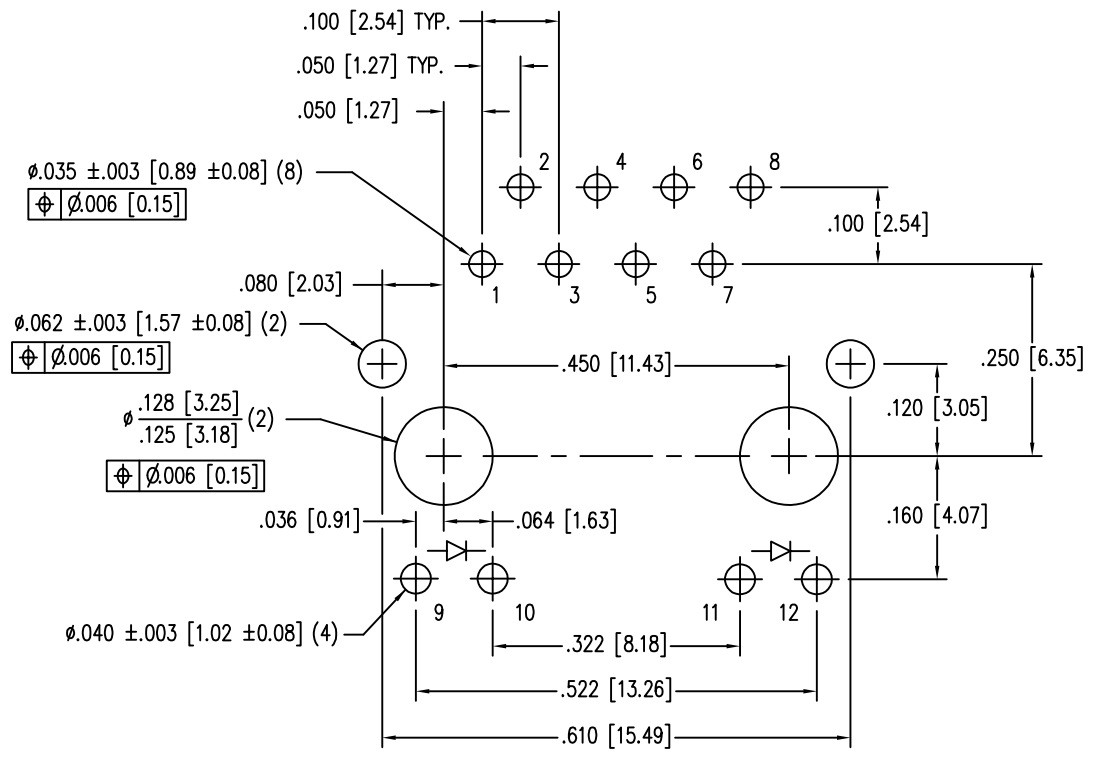 .100 [2.54] TYP.
.050 [1.27] TYP.
.050 [1.27]
ø.035 ±.003 [0.89 ±0.08] (8)
⌖ Ø.006 [0.15]
2 4 6 8
.100 [2.54]
1 3 5 7
.080 [2.03]
ø.062 ±.003 [1.57 ±0.08] (2)
⌖ Ø.006 [0.15]
.450 [11.43]
.250 [6.35]
.120 [3.05]
ø .128 [3.25]
.125 [3.18] (2)
⌖ Ø.006 [0.15]
.036 [0.91]
.064 [1.63]
.160 [4.07]
9 10 11 12
ø.040 ±.003 [1.02 ±0.08] (4)
.322 [8.18]
.522 [13.26]
.610 [15.49]